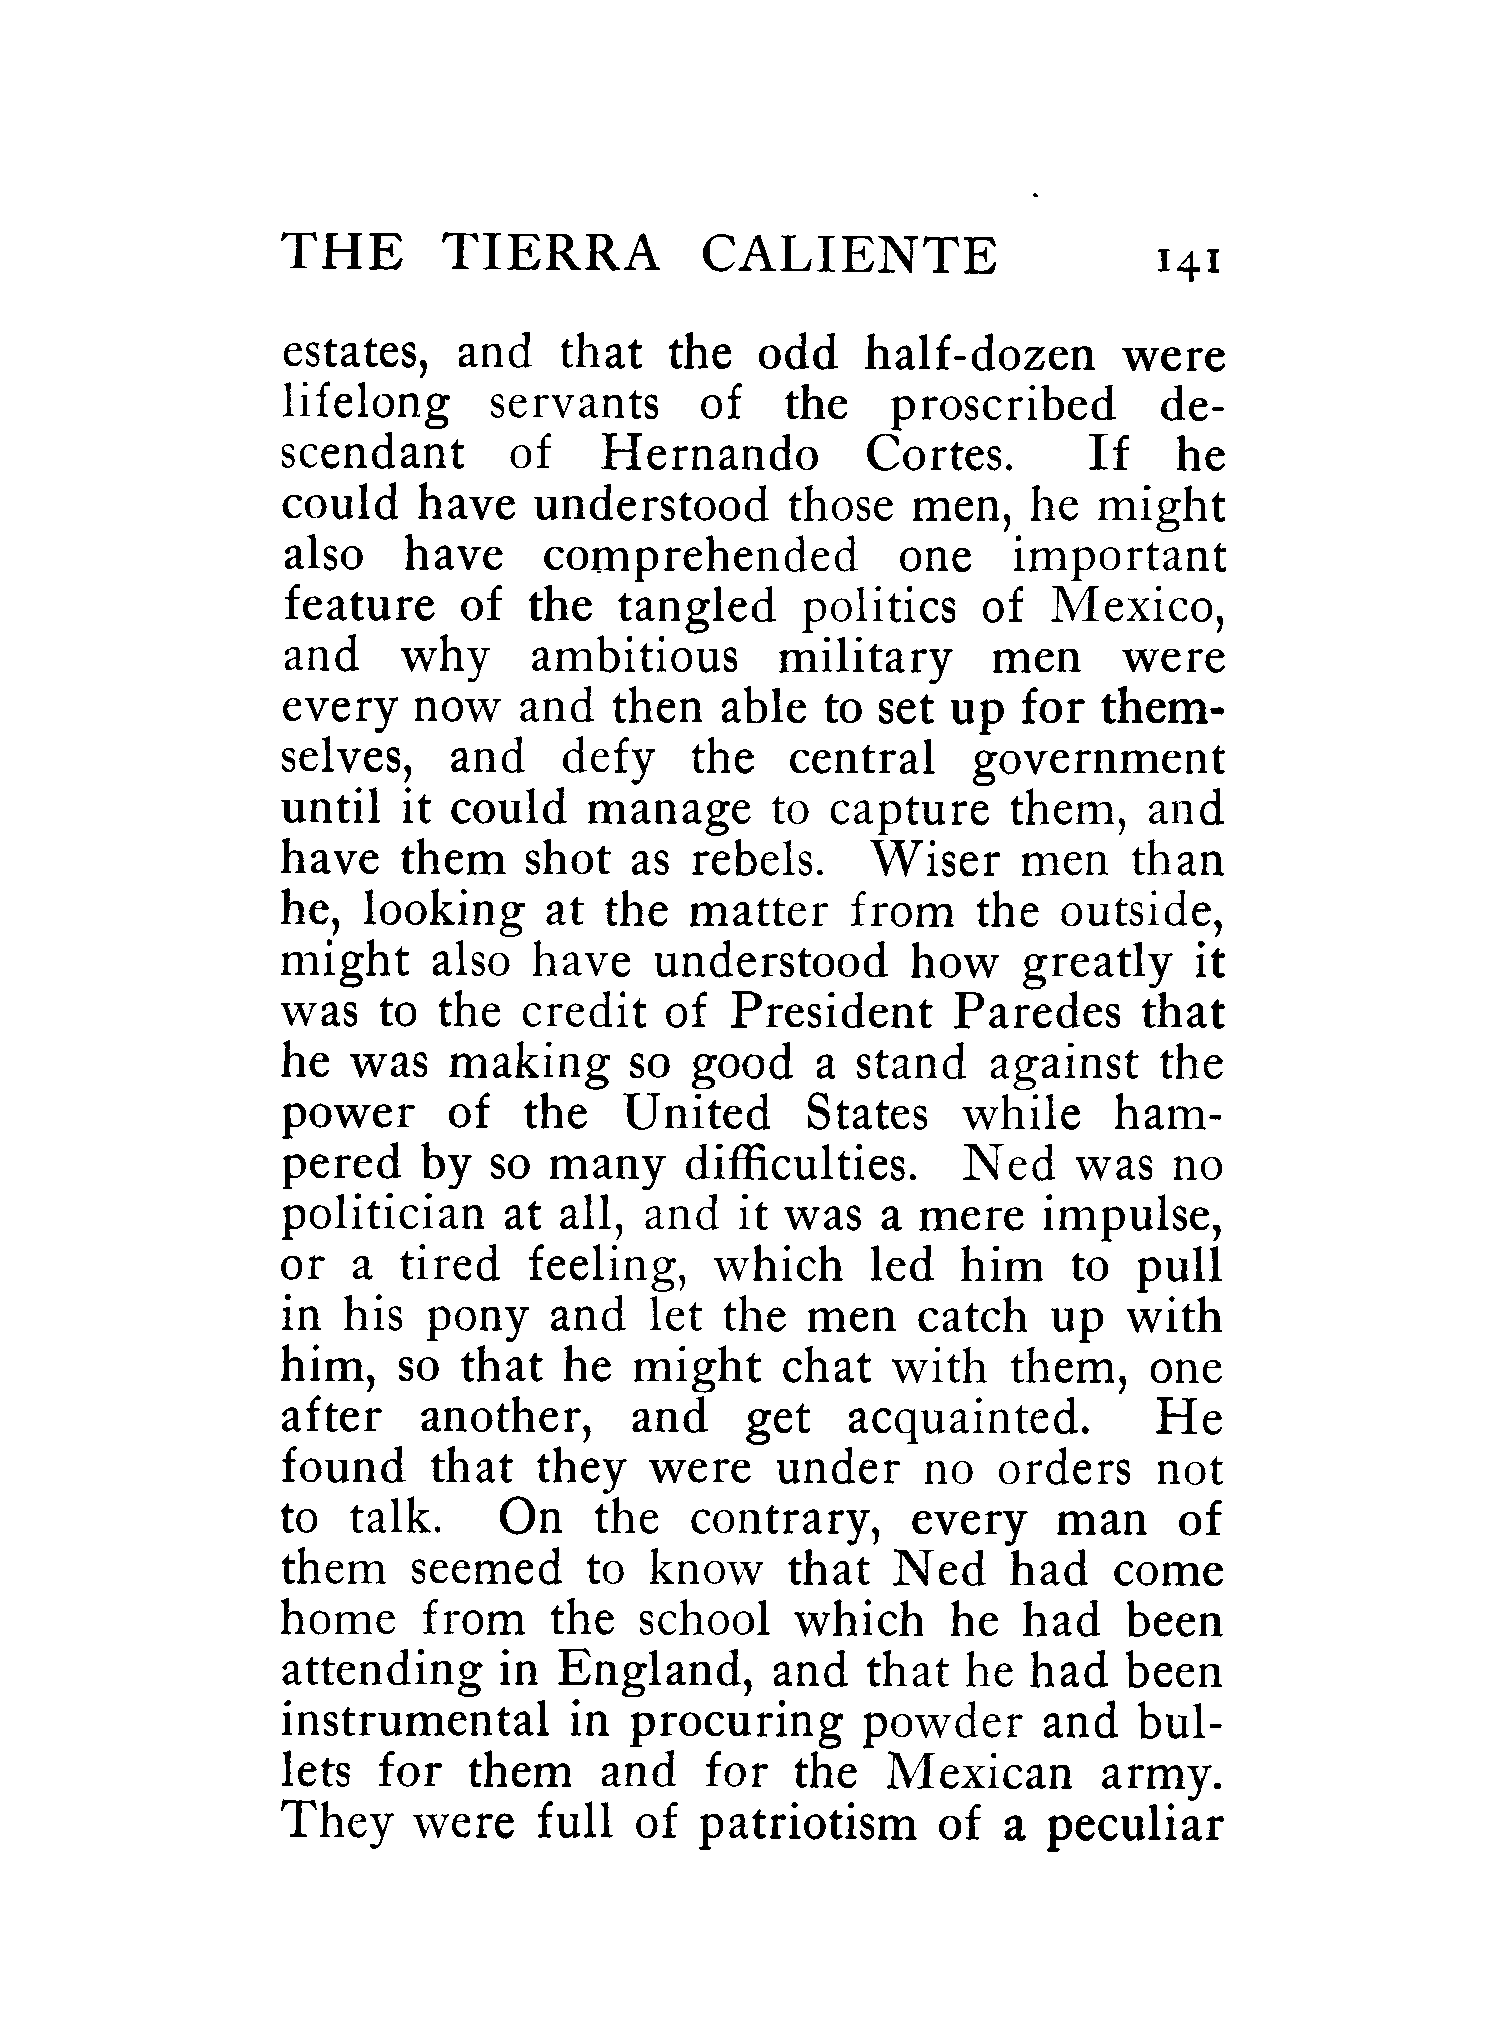 THE TIERRA CALIENTE 141
estates, and that the odd half-dozen were
lifelong servants of the proscribed de-
scendant of Hernando Cortes. If he
could have understood those men, he might
also have comprehended one important
feature of the tangled politics of Mexico,
and why ambitious military men were
every now and then able to set up for them-
selves, and defy the central government
until it could manage to capture them, and
have them shot as rebels. Wiser men than
he, looking at the matter from the outside,
might also have understood how greatly it
was to the credit of President Paredes that
he was making so good a stand against the
power of the United States while ham-
pered by so many difficulties. Ned was no
politician at all, and it was a mere impulse,
or a tired feeling, which led him to pull
in his pony and let the men catch up with
him, so that he might chat with them, one
after another, and get acquainted. He
found that they were under no orders not
to talk. On the contrary, every man of
them seemed to know that Ned had come
home from the school which he had been
attending in England, and that he had been
instrumental in procuring powder and bul-
lets for them and for the Mexican army.
They were full of patriotism of a peculiar